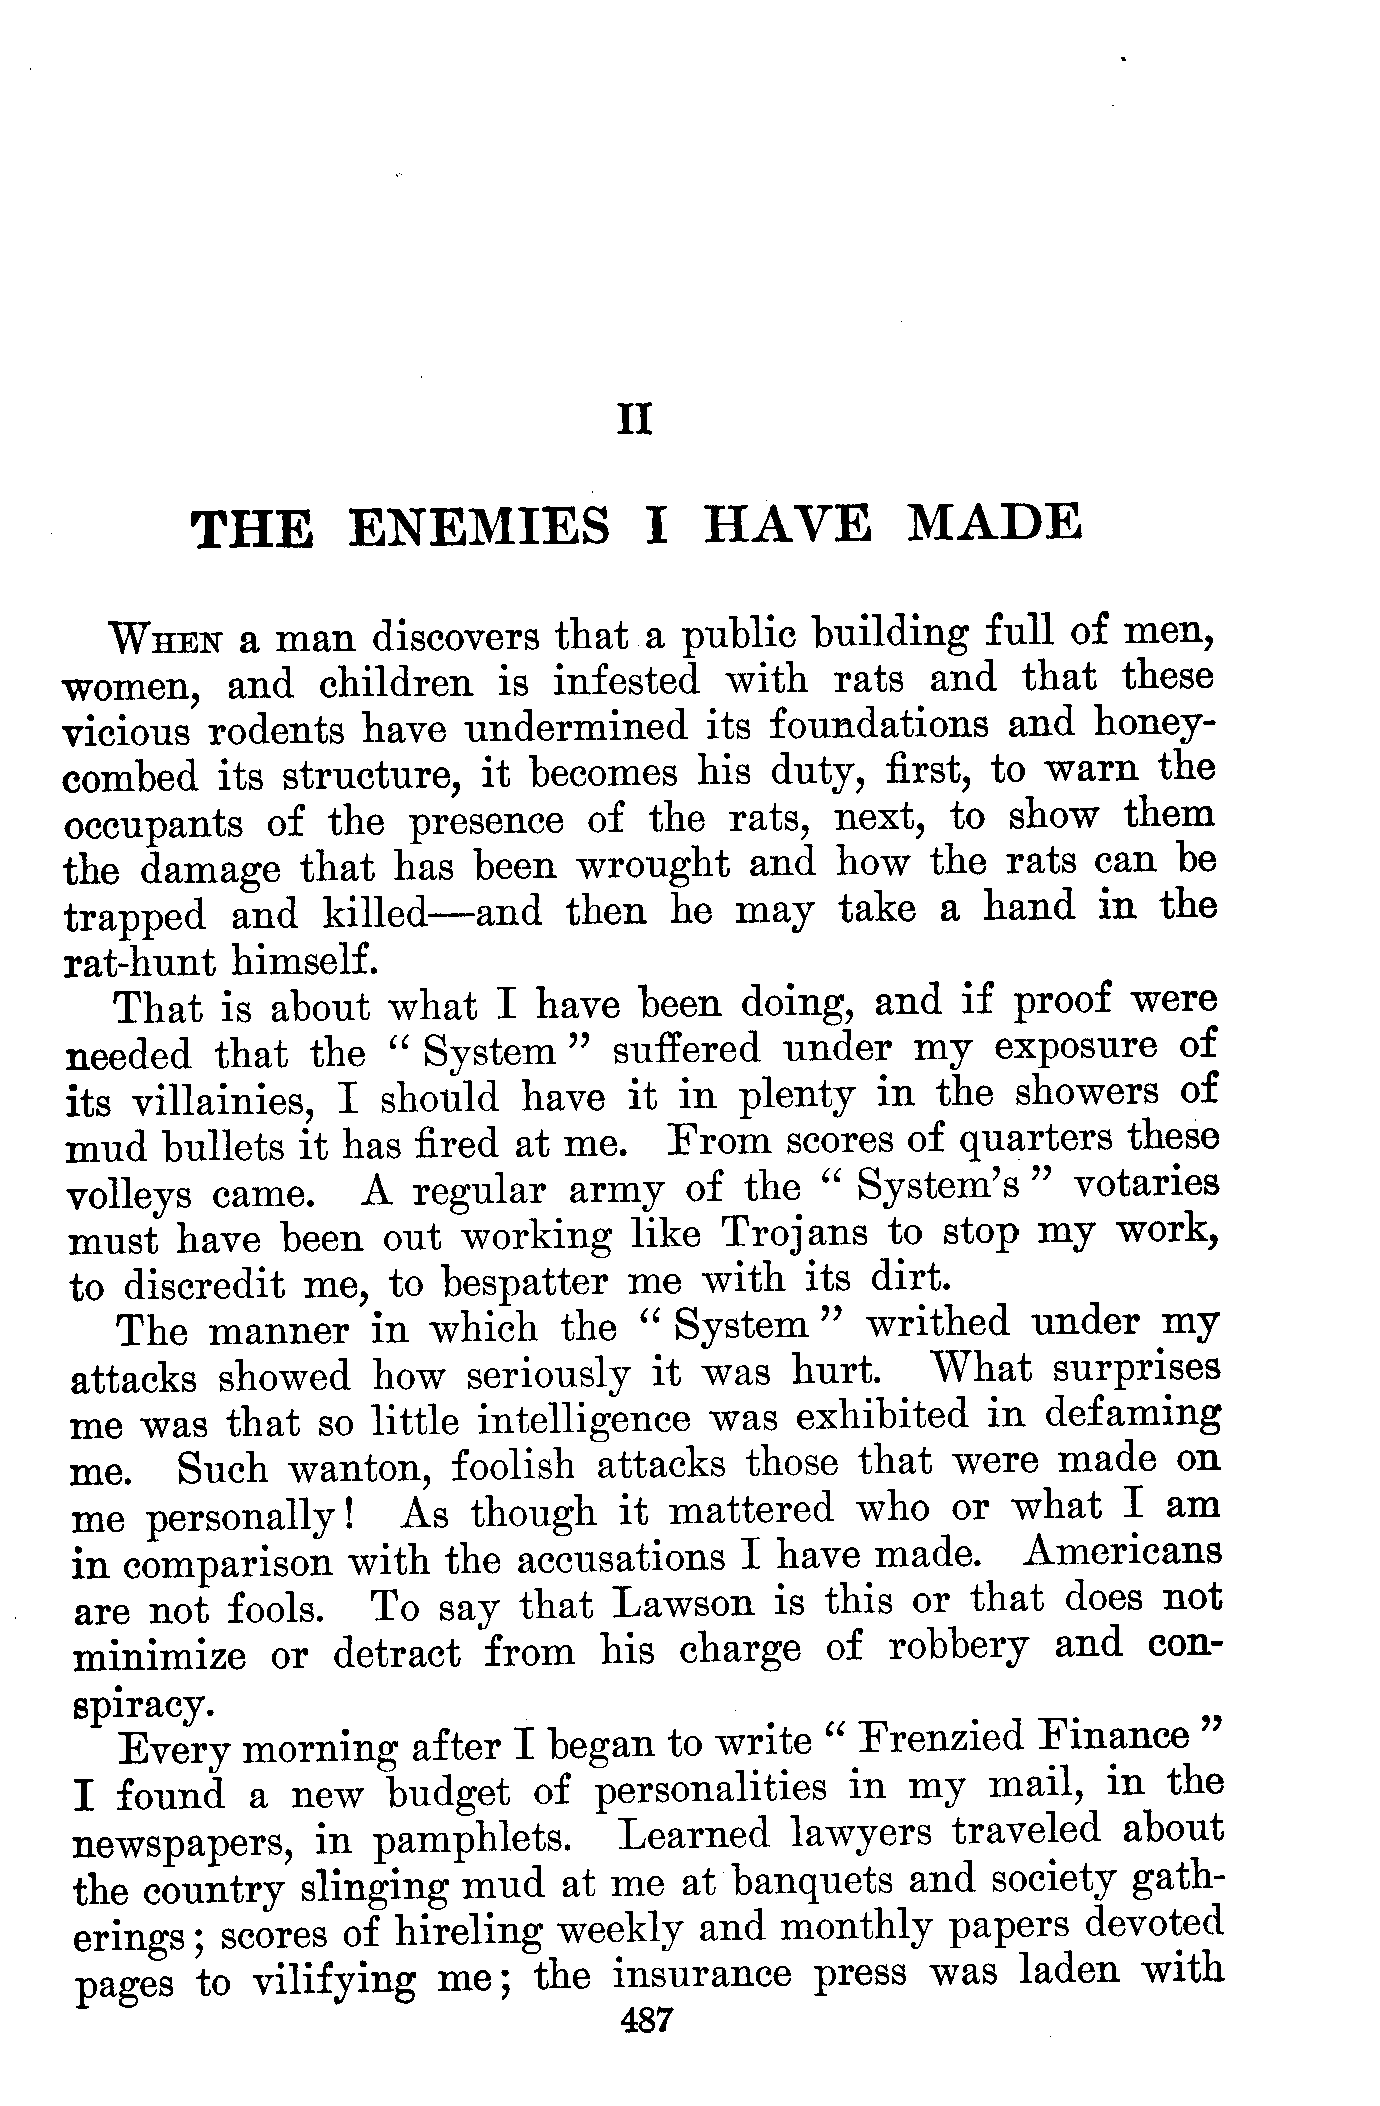 II
THE ENEMIES I HAVE MADE
WHEN a man discovers that a public building full of men,
women, and children is infested with rats and that these
vicious rodents have undermined its foundations and honey-
combed its structure, it becomes his duty, first, to warn the
occupants of the presence of the rats, next, to show them
the damage that has been wrought and how the rats can be
trapped and killed—and then he may take a hand in the
rat-hunt himself.
That is about what I have been doing, and if proof were
needed that the " System " suffered under my exposure of
its villainies, I should have it in plenty in the showers of
mud bullets it has fired at me. From scores of quarters these
volleys came. A regular army of the " System's " votaries
must have been out working like Trojans to stop my work,
to discredit me, to bespatter me with its dirt.
The manner in which the " System " writhed under my
attacks showed how seriously it was hurt. What surprises
me was that so little intelligence was exhibited in defaming
me. Such wanton, foolish attacks those that were made on
me personally! As though it mattered who or what I am
in comparison with the accusations I have made. Americans
are not fools. To say that Lawson is this or that does not
minimize or detract from his charge of robbery and con-
spiracy.
Every morning after I began to write " Frenzied Finance "
I found a new budget of personalities in my mail, in the
newspapers, in pamphlets. Learned lawyers traveled about
the country slinging mud at me at banquets and society gath-
erings; scores of hireling weekly and monthly papers devoted
pages to vilifying me; the insurance press was laden with
487